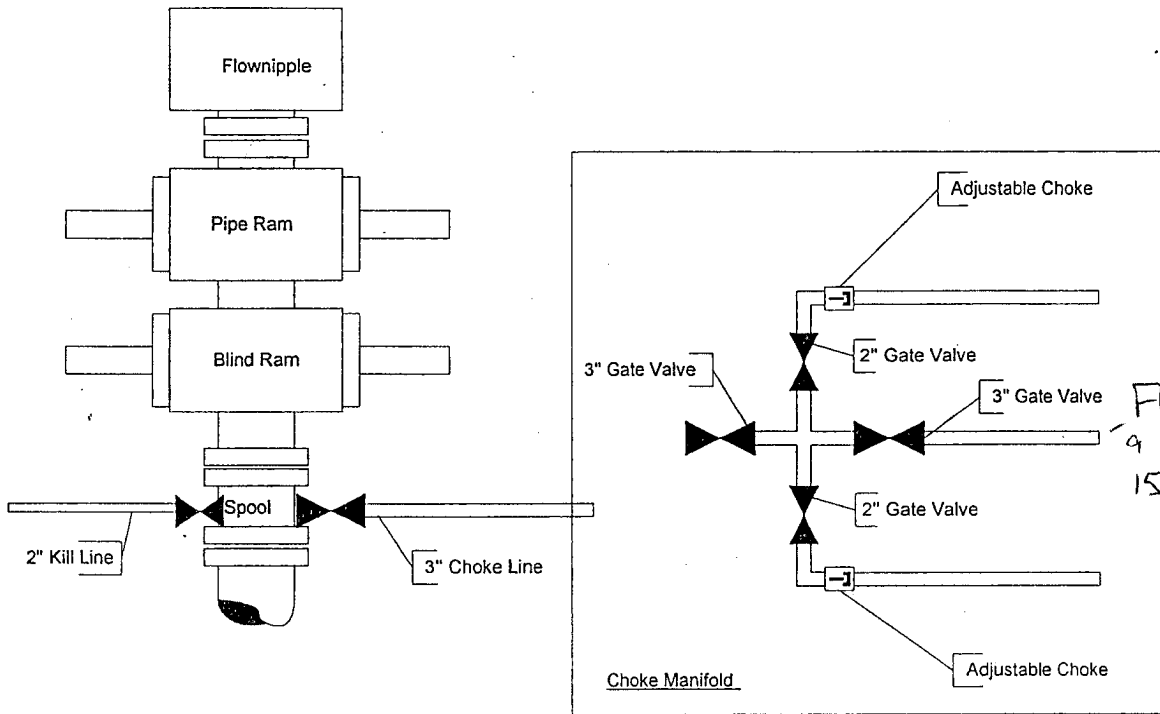 Flownipple
Pipe Ram
Blind Ram
Spool
2" Kill Line
3" Choke Line
Adjustable Choke
2" Gate Valve
3" Gate Valve
3" Gate Valve
2" Gate Valve
Adjustable Choke
Choke Manifold
15